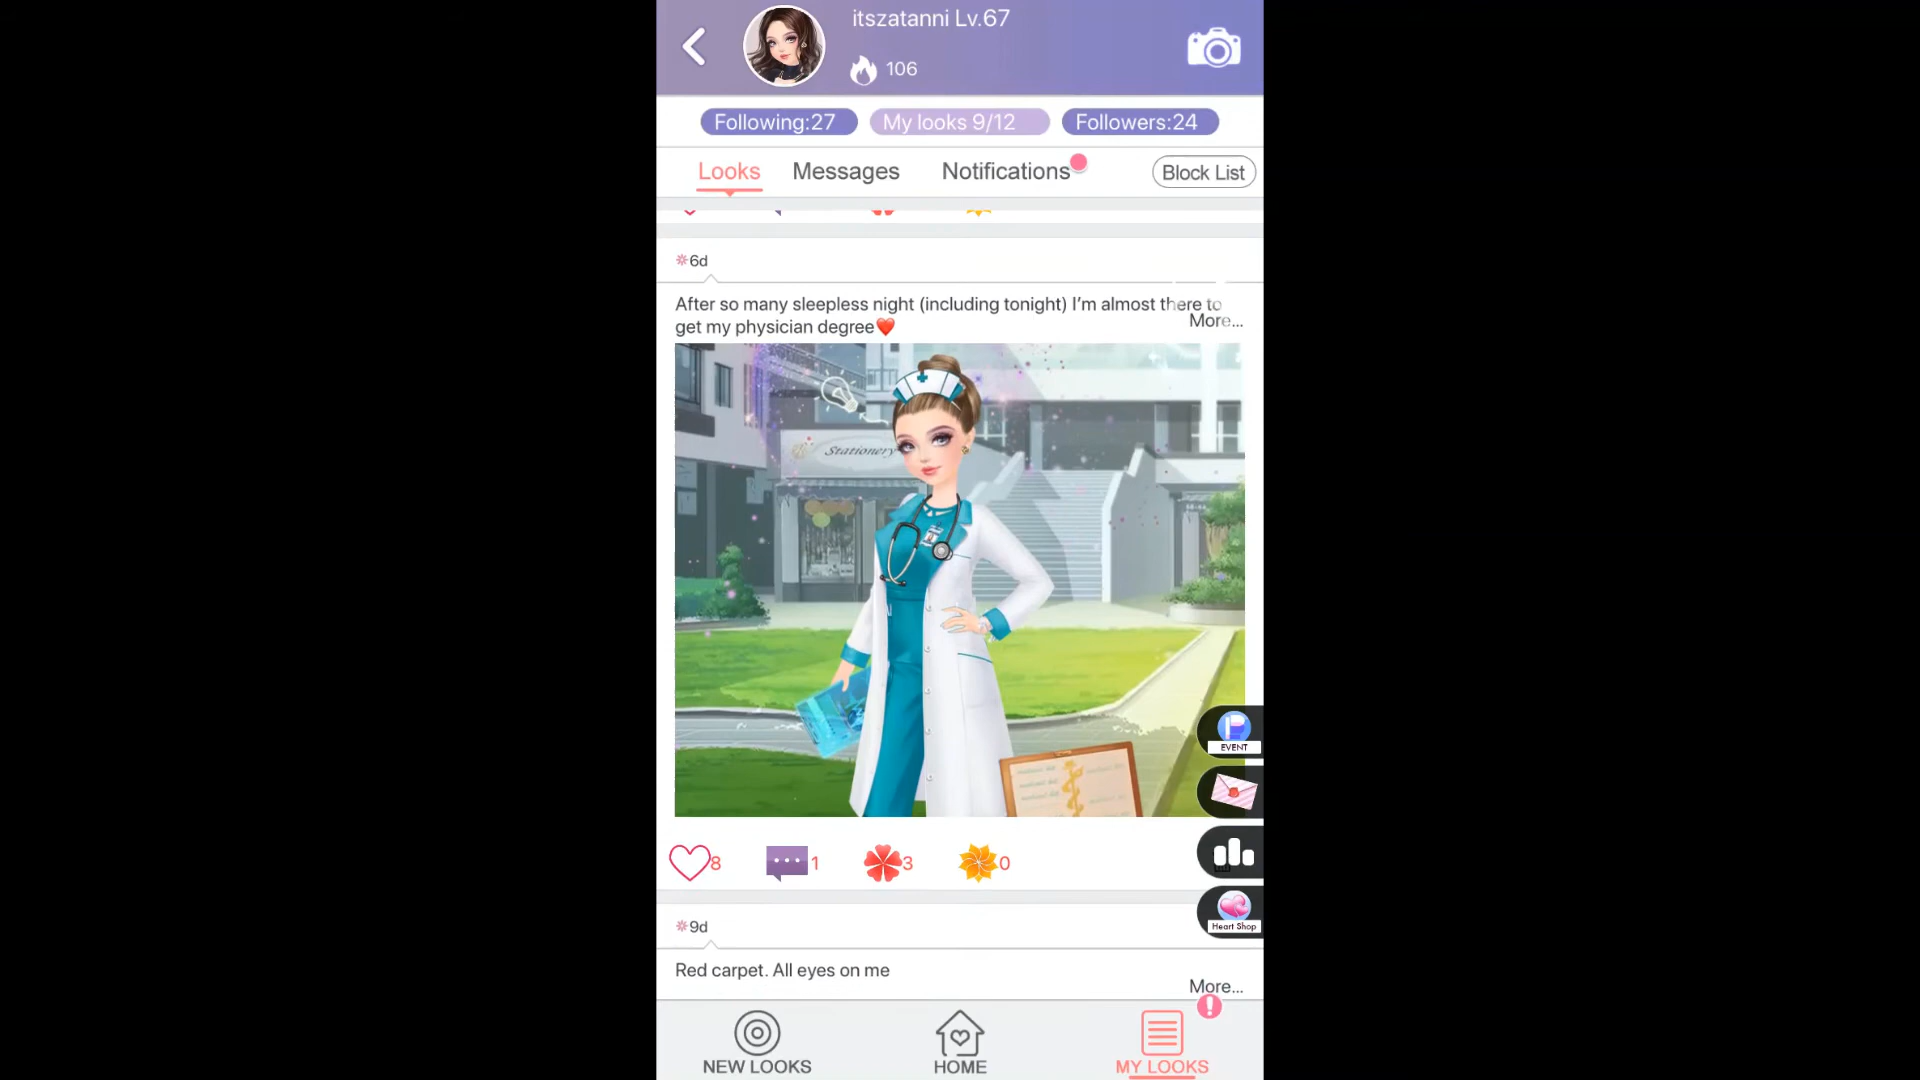 itszatanni Lv.67
106
Following:27
My looks 9/12
Followers:24
Looks
Messages
Notifications
Block List
6d
After so many sleepless night (including tonight) I’m almost there to
get my physician degree❤️
More...
Stationery
EVENT
8
1
3
0
Heart Shop
9d
Red carpet. All eyes on me
More...
NEW LOOKS
HOME
MY LOOKS